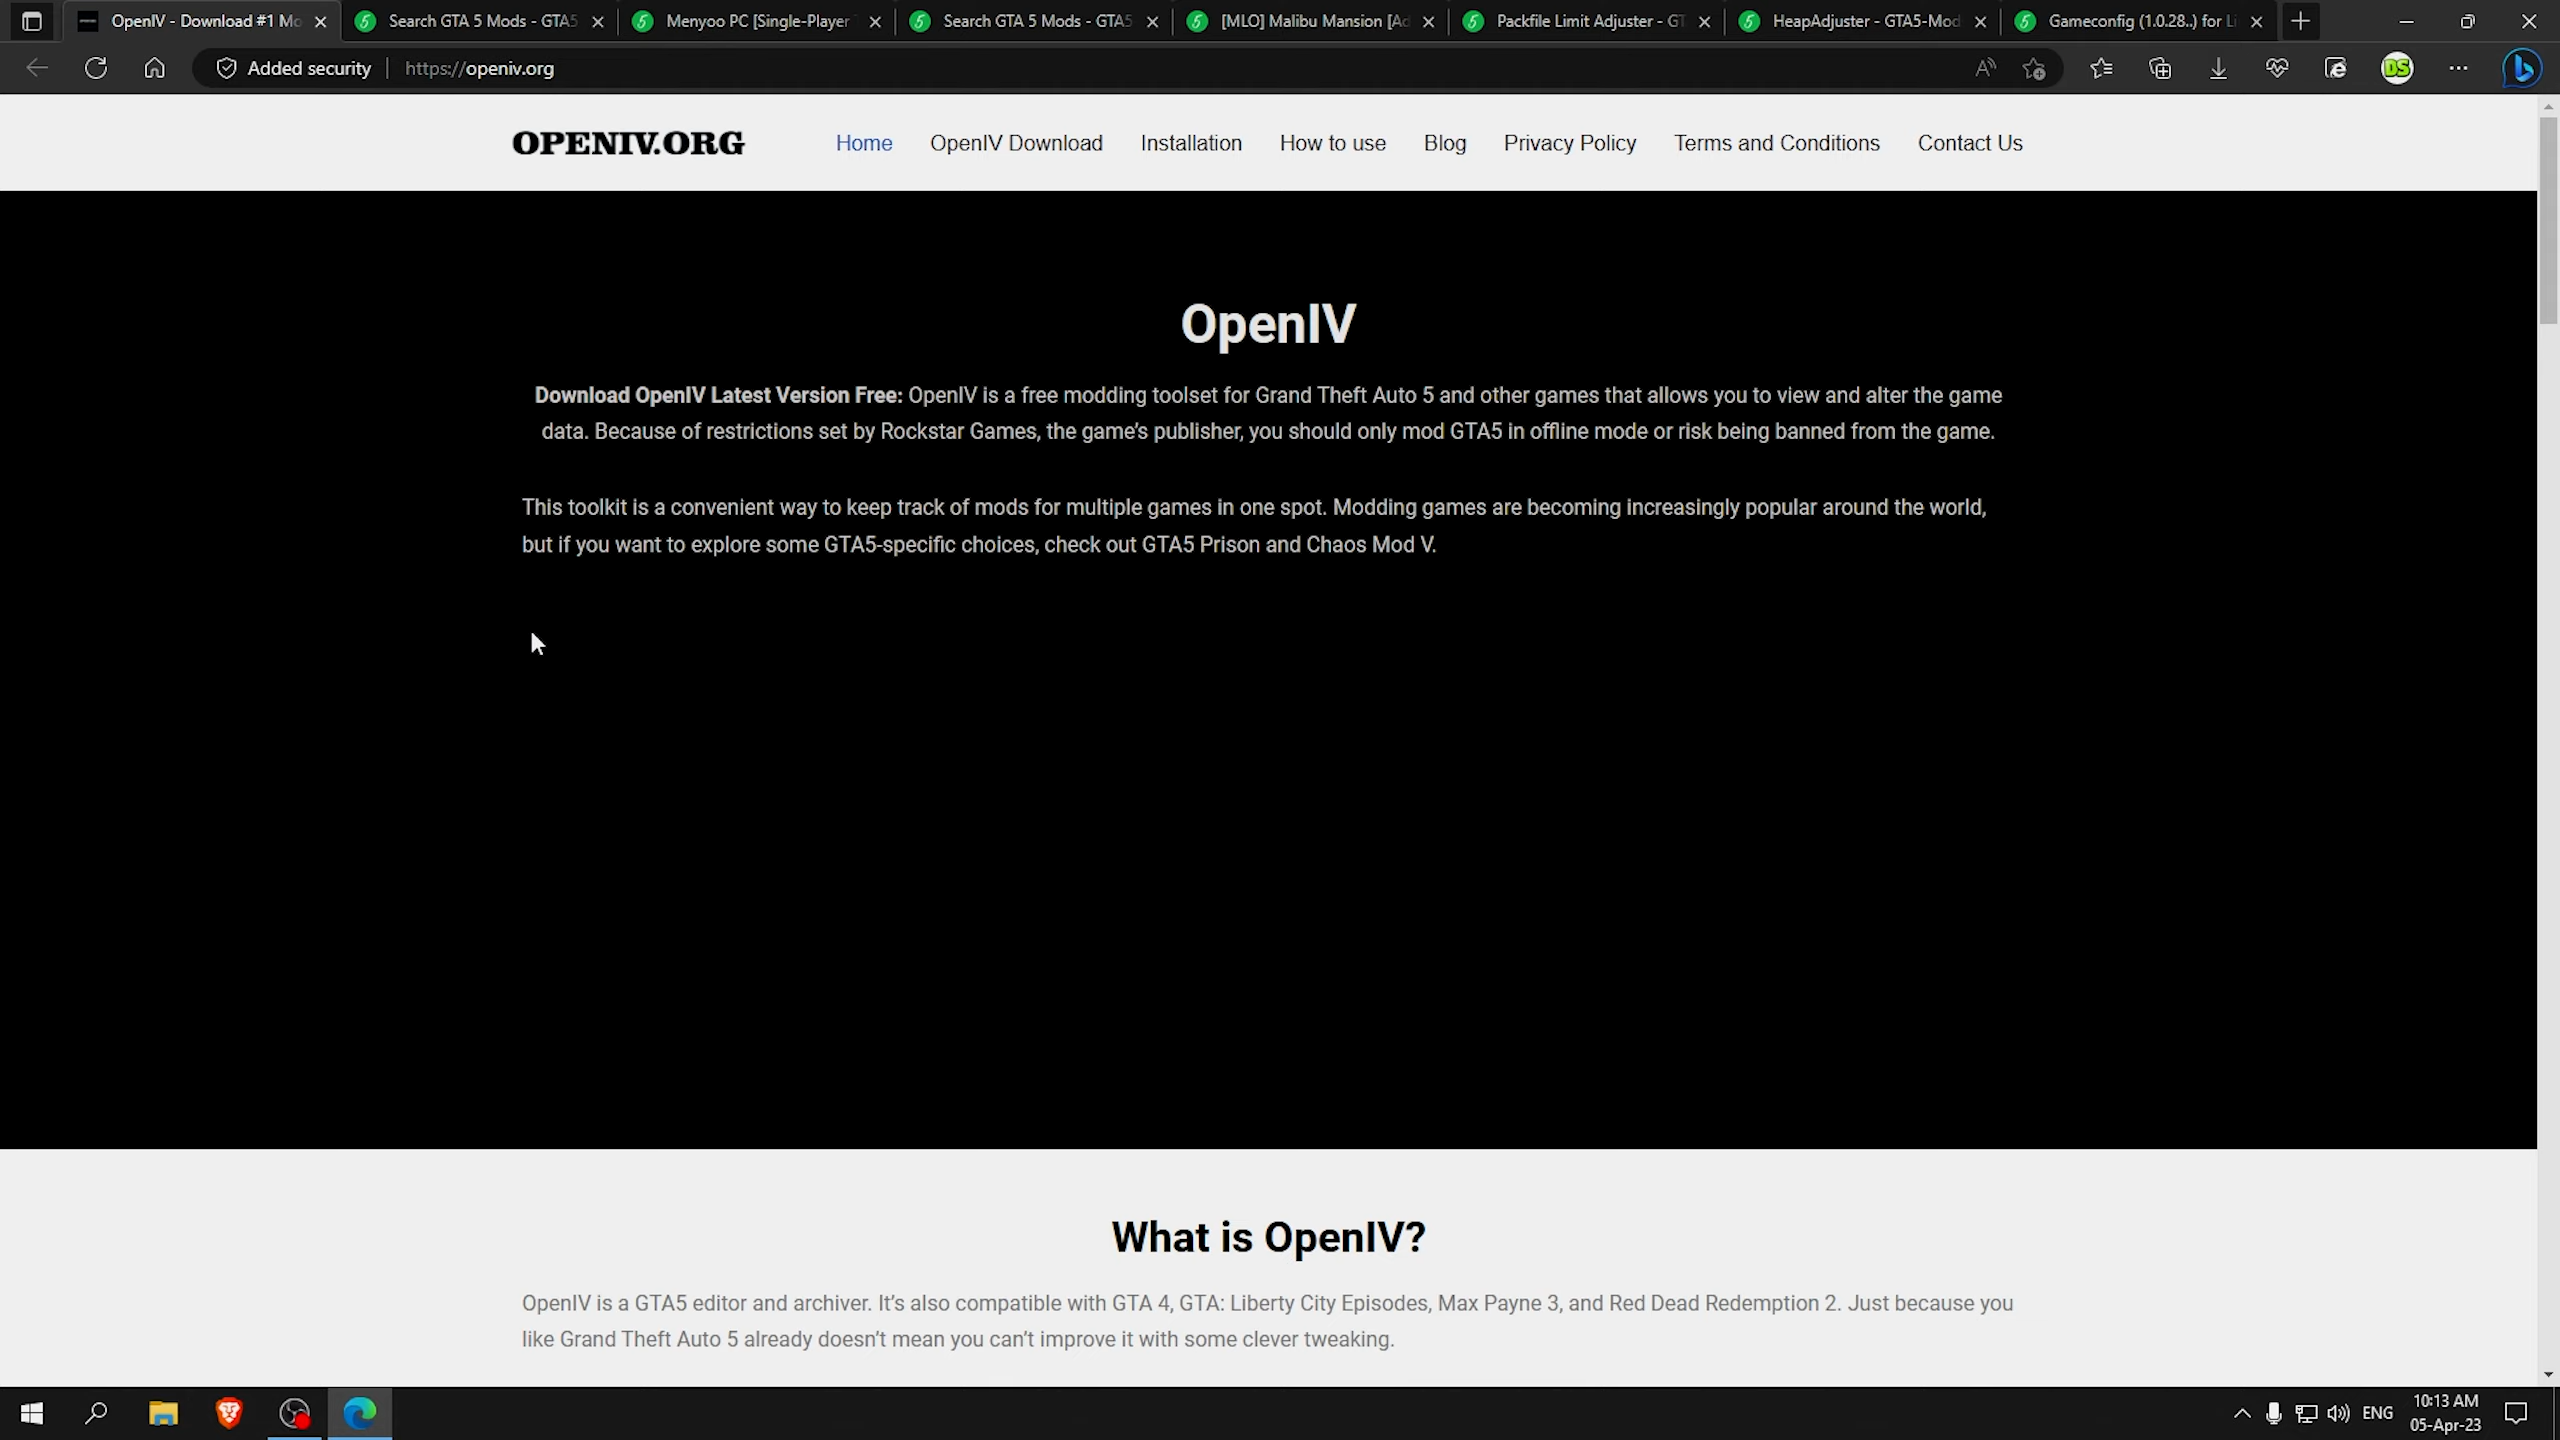 OpenIV - Download #1 Mo
Search GTA 5 Mods - GTA5
Menyoo PC [Single-Player
Search GTA 5 Mods - GTA5
[MLO] Malibu Mansion [Ad
Packfile Limit Adjuster - GT
HeapAdjuster - GTA5-Mod
Gameconfig (1.0.28..) for Li
Added security
https://openiv.org
OPENIV.ORG
Home
OpenIV Download
Installation
How to use
Blog
Privacy Policy
Terms and Conditions
Contact Us
OpenIV
Download OpenIV Latest Version Free: OpenIV is a free modding toolset for Grand Theft Auto 5 and other games that allows you to view and alter the game
data. Because of restrictions set by Rockstar Games, the game’s publisher, you should only mod GTA5 in offline mode or risk being banned from the game.
This toolkit is a convenient way to keep track of mods for multiple games in one spot. Modding games are becoming increasingly popular around the world,
but if you want to explore some GTA5-specific choices, check out GTA5 Prison and Chaos Mod V.
What is OpenIV?
OpenIV is a GTA5 editor and archiver. It’s also compatible with GTA 4, GTA: Liberty City Episodes, Max Payne 3, and Red Dead Redemption 2. Just because you
like Grand Theft Auto 5 already doesn’t mean you can’t improve it with some clever tweaking.
ENG
10:13 AM
05-Apr-23